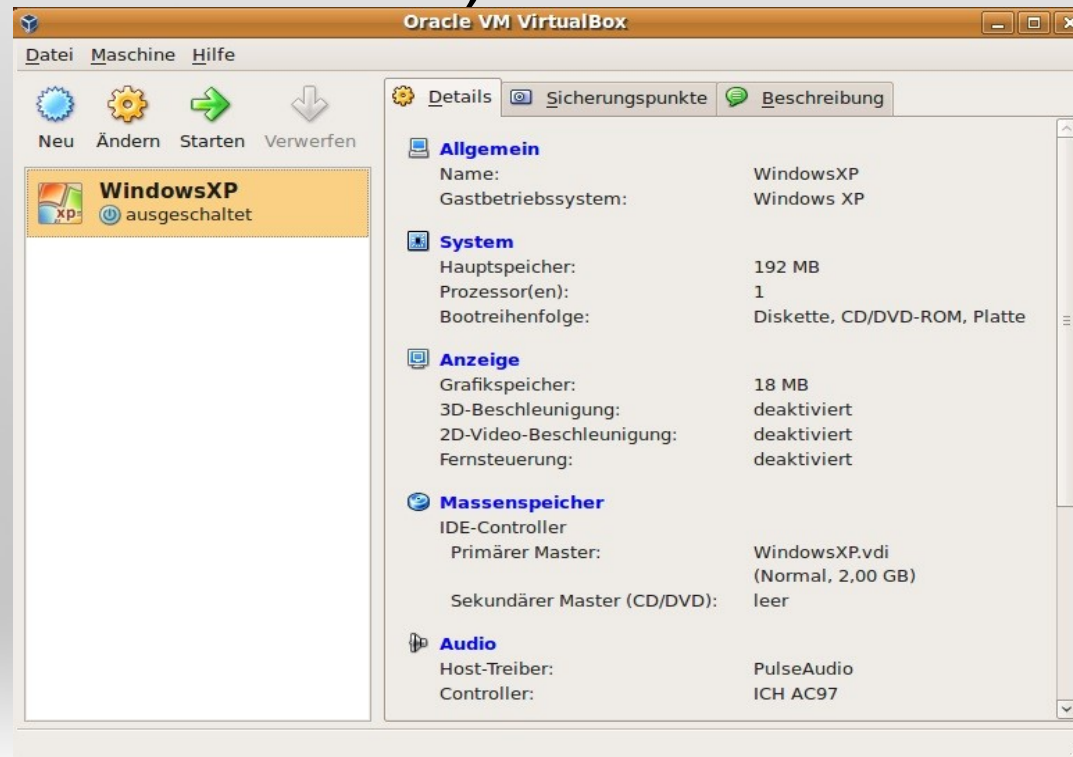 Oracle VM VirtualBox
Datei Maschine Hilfe
Neu Ändern Starten Verwerfen
WindowsXP
ausgeschaltet
Details Sicherungspunkte Beschreibung
Allgemein
Name: WindowsXP
Gastbetriebssystem: Windows XP
System
Hauptspeicher: 192 MB
Prozessor(en): 1
Bootreihenfolge: Diskette, CD/DVD-ROM, Platte
Anzeige
Grafikspeicher: 18 MB
3D-Beschleunigung: deaktiviert
2D-Video-Beschleunigung: deaktiviert
Fernsteuerung: deaktiviert
Massenspeicher
IDE-Controller
Primärer Master: WindowsXP.vdi
(Normal, 2,00 GB)
Sekundärer Master (CD/DVD): leer
Audio
Host-Treiber: PulseAudio
Controller: ICH AC97